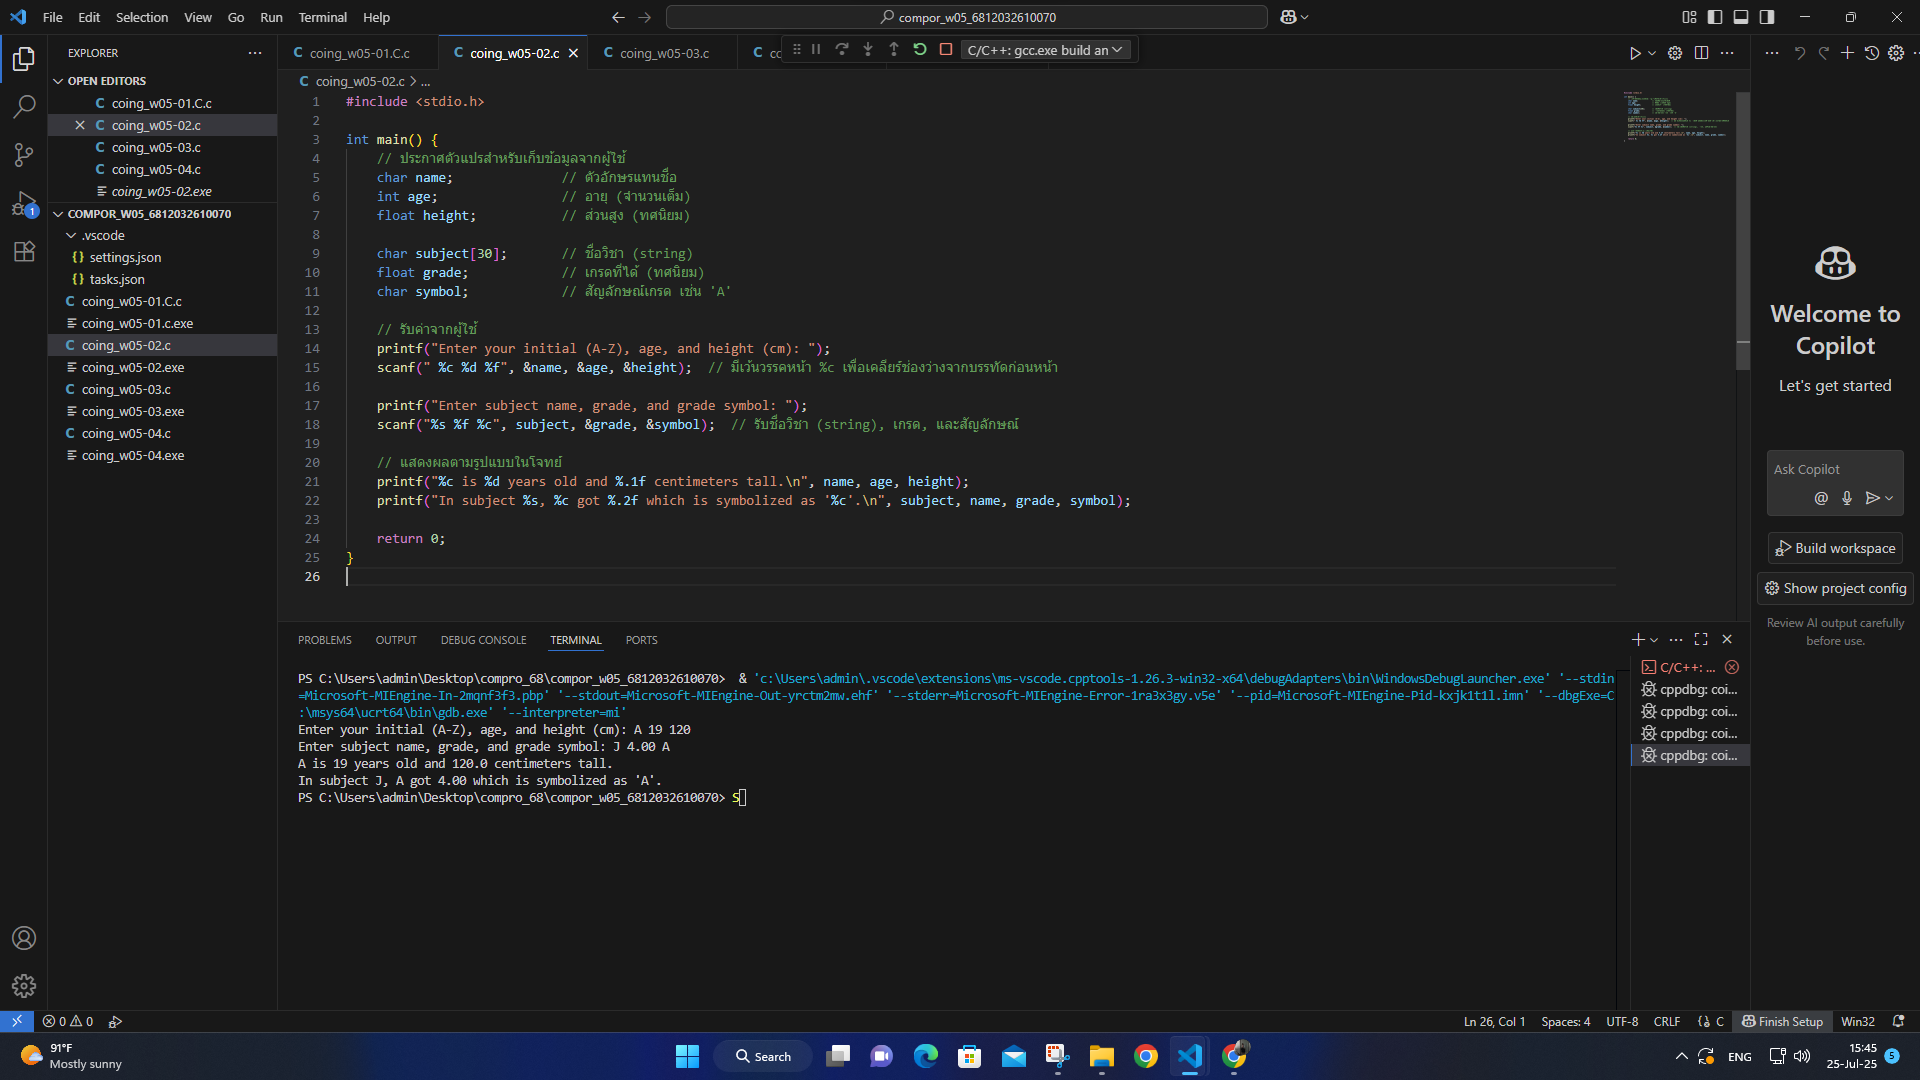 File Edit Selection View Go Run Terminal Help
compor_w05_6812032610070
EXPLORER
OPEN EDITORS
coing_w05-01.C.c
coing_w05-02.c
coing_w05-03.c
coing_w05-04.c
coing_w05-02.exe
COMPOR_W05_6812032610070
.vscode
settings.json
tasks.json
coing_w05-01.C.c
coing_w05-01.c.exe
coing_w05-02.c
coing_w05-02.exe
coing_w05-03.c
coing_w05-03.exe
coing_w05-04.c
coing_w05-04.exe
coing_w05-01.C.c coing_w05-02.c coing_w05-03.c
C/C++: gcc.exe build an
coing_w05-02.c > ...
1 #include <stdio.h>
2
3 int main() {
4 // ประกาศตัวแปรสำหรับเก็บข้อมูลจากผู้ใช้
5 char name; // ตัวอักษรแทนชื่อ
6 int age; // อายุ (จำนวนเต็ม)
7 float height; // ส่วนสูง (ทศนิยม)
8
9 char subject[30]; // ชื่อวิชา (string)
10 float grade; // เกรดที่ได้ (ทศนิยม)
11 char symbol; // สัญลักษณ์เกรด เช่น 'A'
12
13 // รับค่าจากผู้ใช้
14 printf("Enter your initial (A-Z), age, and height (cm): ");
15 scanf(" %c %d %f", &name, &age, &height); // มีเว้นวรรคหน้า %c เพื่อเคลียร์ช่องว่างจากบรรทัดก่อนหน้า
16
17 printf("Enter subject name, grade, and grade symbol: ");
18 scanf("%s %f %c", subject, &grade, &symbol); // รับชื่อวิชา (string), เกรด, และสัญลักษณ์
19
20 // แสดงผลตามรูปแบบในโจทย์
21 printf("%c is %d years old and %.1f centimeters tall.\n", name, age, height);
22 printf("In subject %s, %c got %.2f which is symbolized as '%c'.\n", subject, name, grade, symbol);
23
24 return 0;
25 }
26
PROBLEMS OUTPUT DEBUG CONSOLE TERMINAL PORTS
PS C:\Users\admin\Desktop\compro_68\compor_w05_6812032610070> & 'c:\Users\admin\.vscode\extensions\ms-vscode.cpptools-1.26.3-win32-x64\debugAdapters\bin\WindowsDebugLauncher.exe' '--stdin
=Microsoft-MIEngine-In-2mqnf3f3.pbp' '--stdout=Microsoft-MIEngine-Out-yrctm2mw.ehf' '--stderr=Microsoft-MIEngine-Error-1ra3x3gy.v5e' '--pid=Microsoft-MIEngine-Pid-kxjk1t1l.imn' '--dbgExe=C
:\msys64\ucrt64\bin\gdb.exe' '--interpreter=mi'
Enter your initial (A-Z), age, and height (cm): A 19 120
Enter subject name, grade, and grade symbol: J 4.00 A
A is 19 years old and 120.0 centimeters tall.
In subject J, A got 4.00 which is symbolized as 'A'.
PS C:\Users\admin\Desktop\compro_68\compor_w05_6812032610070> S
C/C++: ...
cppdbg: coi...
cppdbg: coi...
cppdbg: coi...
cppdbg: coi...
Welcome to
Copilot
Let's get started
Ask Copilot
Build workspace
Show project config
Review AI output carefully
before use.
0 0
Ln 26, Col 1 Spaces: 4 UTF-8 CRLF {} C Finish Setup Win32
91°F
Mostly sunny
Search
ENG
15:45
25-Jul-25
5